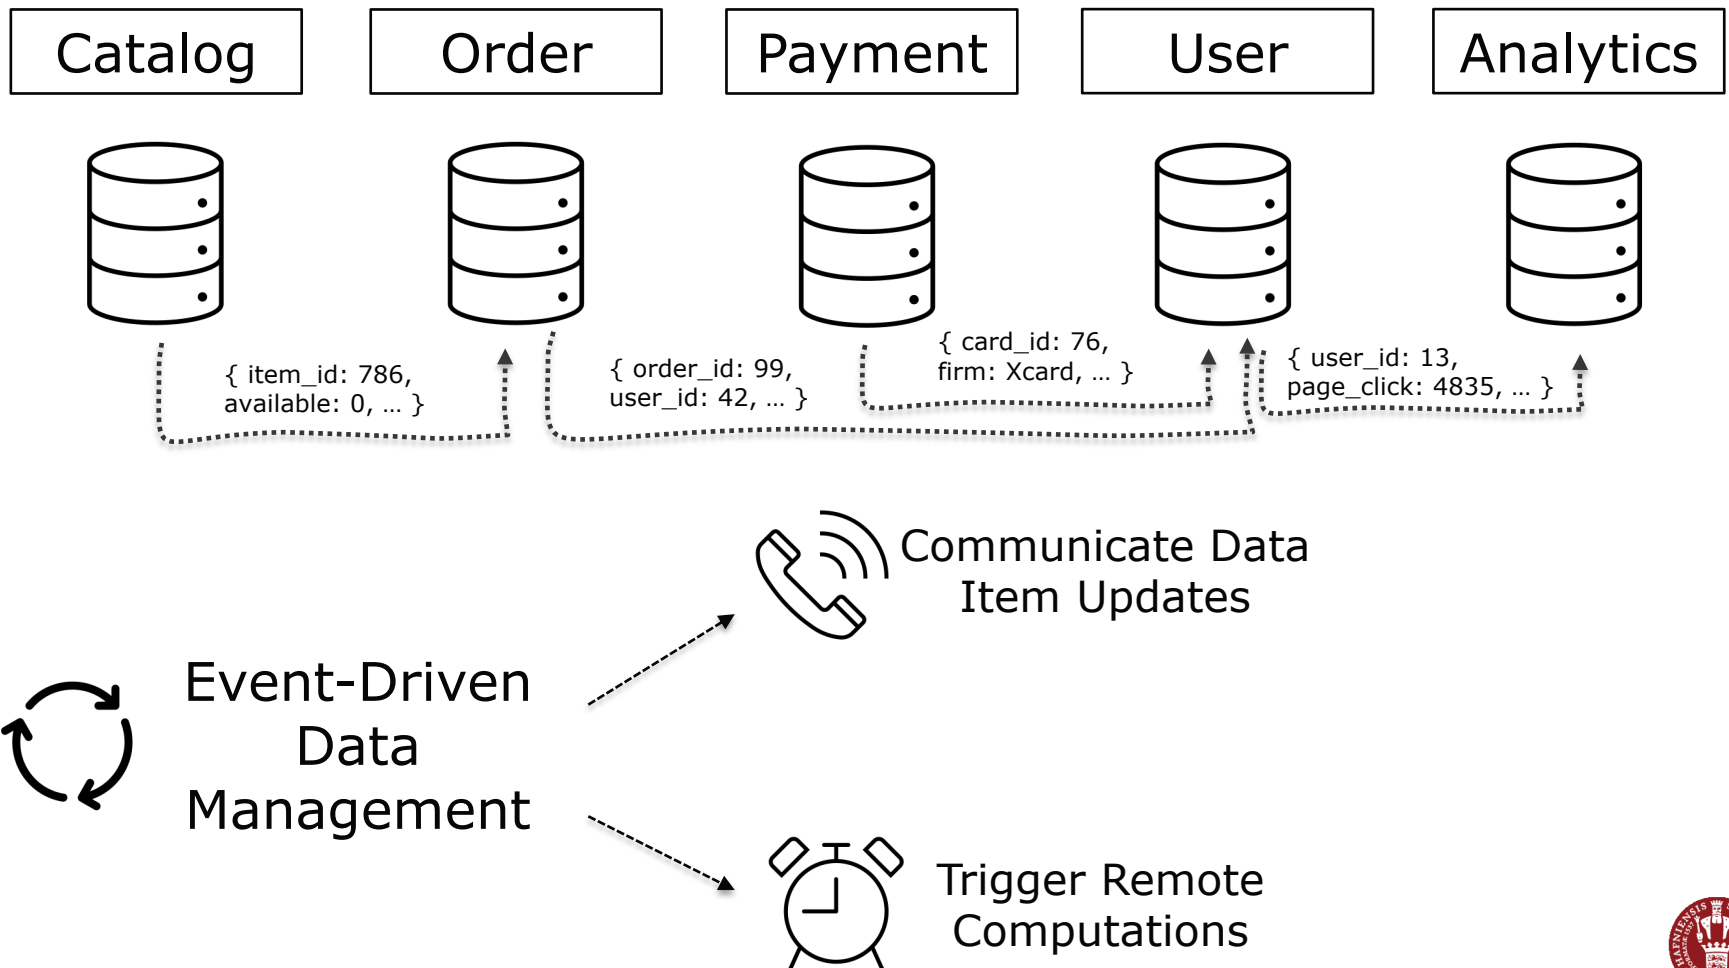 Catalog
Order
Payment
User
Analytics
{ item_id: 786,
available: 0, … }
{ order_id: 99,
user_id: 42, … }
{ card_id: 76,
firm: Xcard, … }
{ user_id: 13,
page_click: 4835, … }
Communicate Data
Item Updates
Event-Driven
Data
Management
Trigger Remote
Computations